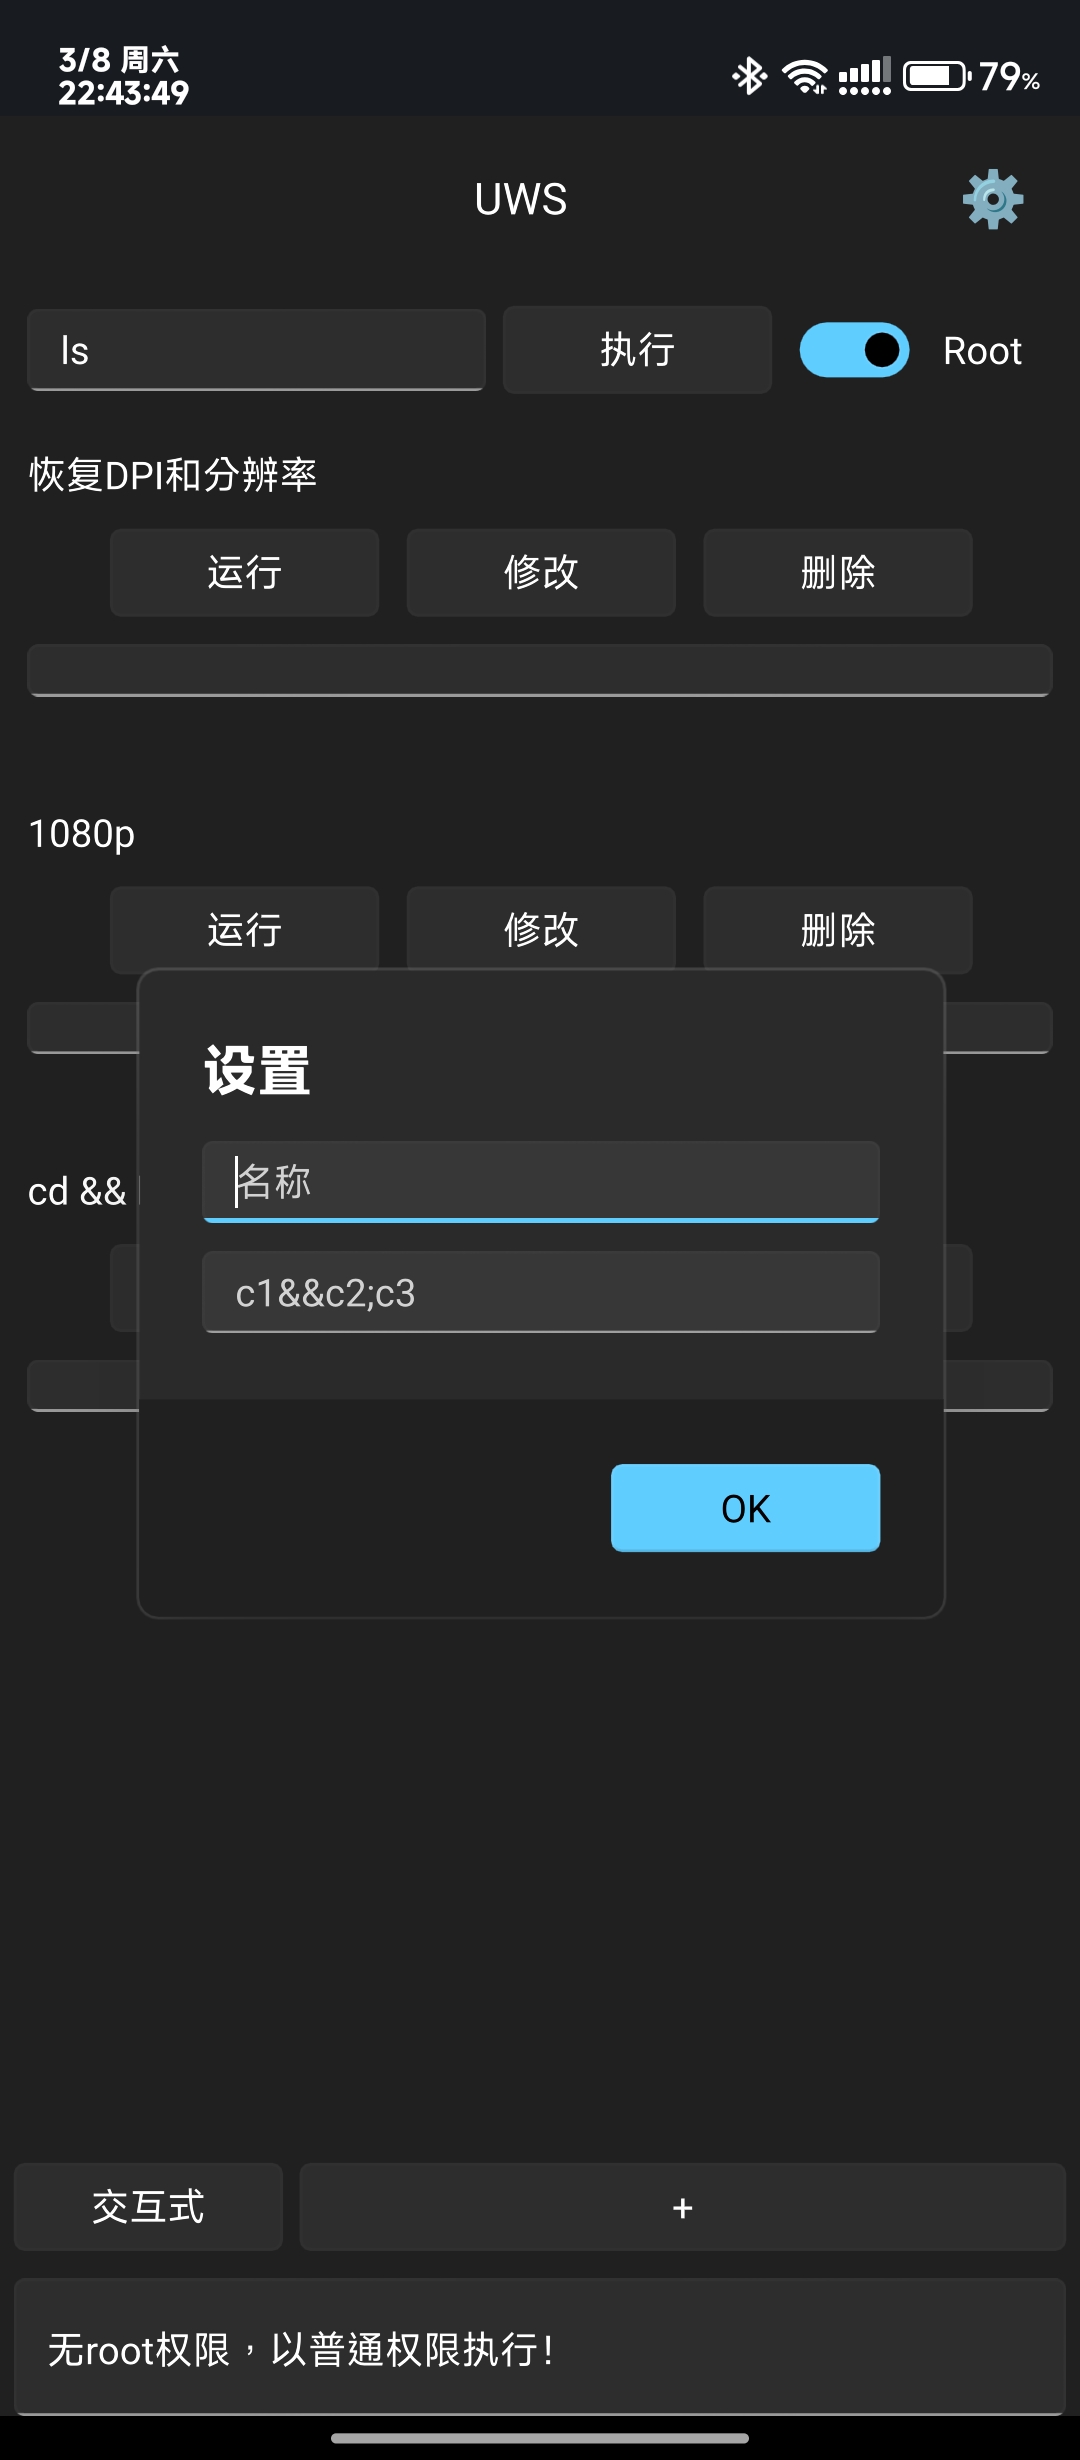 3/8 周六
22:43:49
79%
UWS
ls
执行
Root
恢复DPI和分辨率
运行
修改
删除
1080p
运行
修改
删除
设置
名称
cd &&
c1&&c2;c3
OK
交互式
+
无root权限，以普通权限执行！